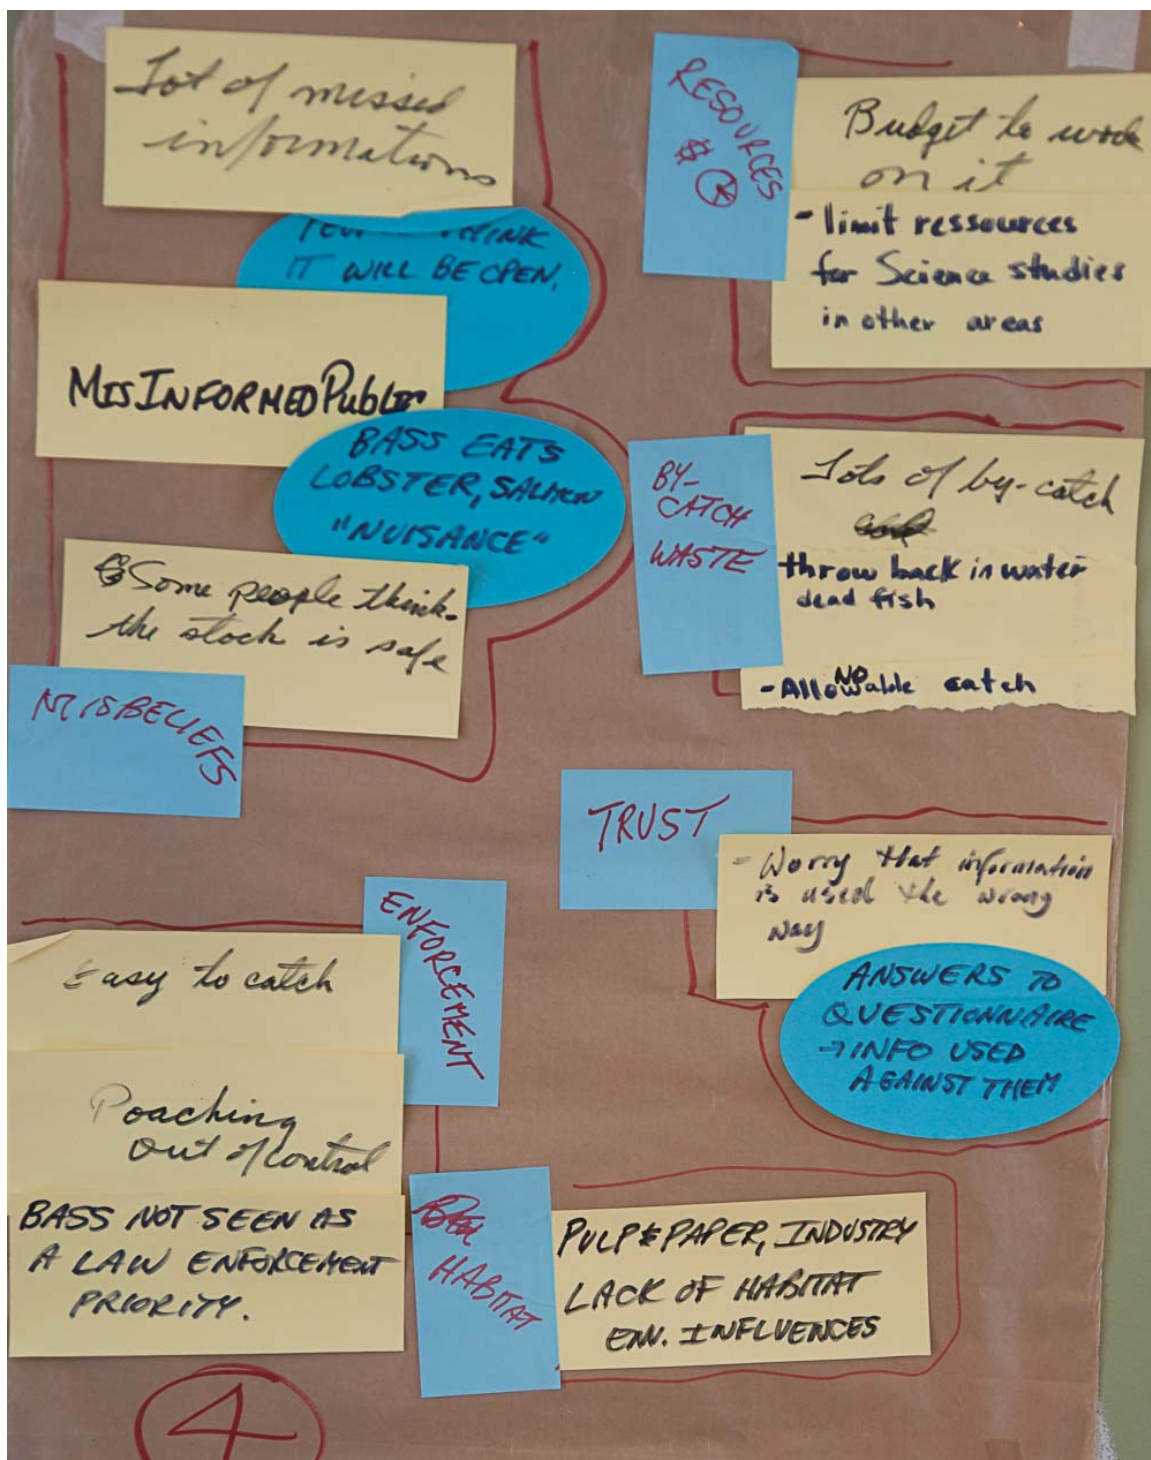 Lot of missed
informations
THINK
IT WILL BE OPEN,
MISINFORMED Public
BASS EATS
LOBSTER, SALMON
"NUISANCE"
Some people think
the stock is safe
MISBELIEFS
RESOURCES
$
Budget to work
on it
- limit ressources
for Science studies
in other areas
BY-
CATCH
WASTE
Lots of by-catch
throw back in water
dead fish
- Allowable NO catch
TRUST
- Worry that information
is used the wrong
way
ANSWERS TO
QUESTIONNAIRE
→ INFO USED
AGAINST THEM
ENFORCEMENT
Easy to catch
Poaching
out of control
BASS NOT SEEN AS
A LAW ENFORCEMENT
PRIORITY.
HABITAT
PULP & PAPER, INDUSTRY
LACK OF HABITAT
ENV. INFLUENCES
4